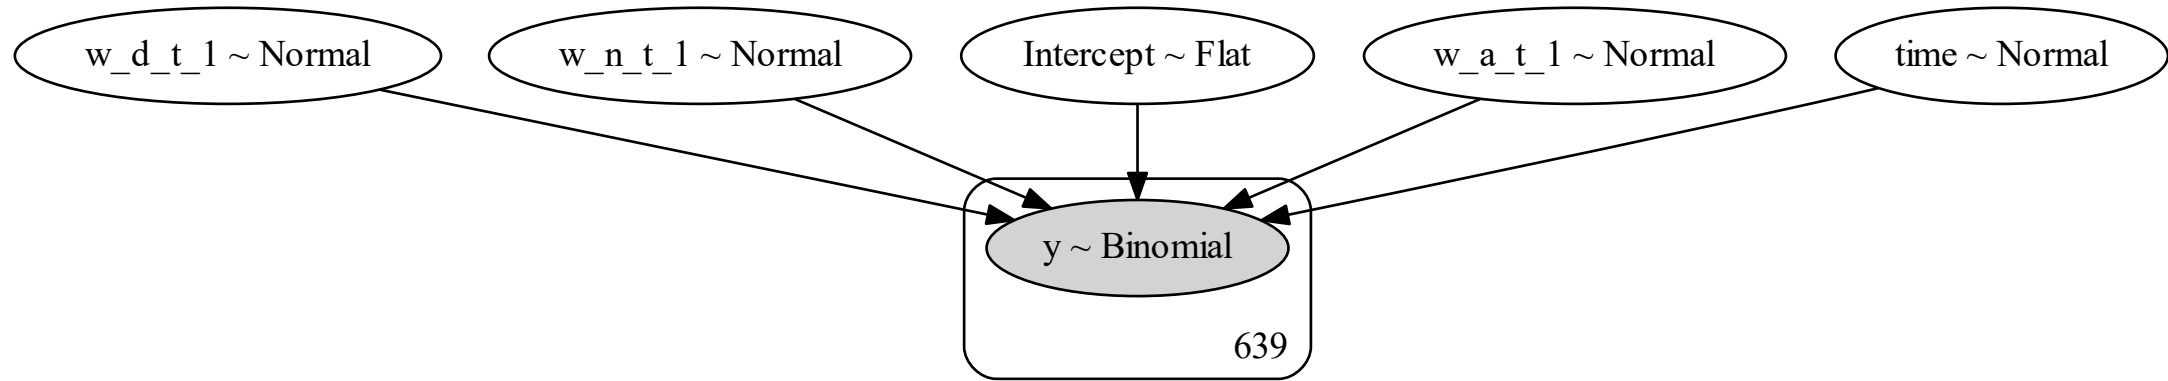 w_d_t_1 ~ Normal
w_n_t_1 ~ Normal
Intercept ~ Flat
w_a_t_1 ~ Normal
time ~ Normal
y ~ Binomial
639